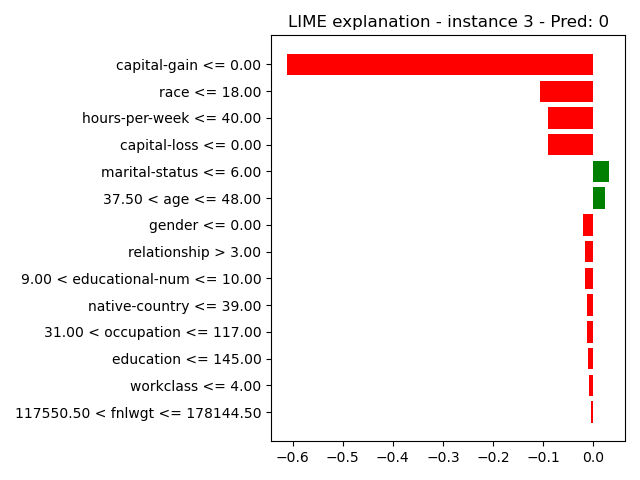 LIME explanation - instance 3 - Pred: 0
capital-gain <= 0.00
race <= 18.00
hours-per-week <= 40.00
capital-loss <= 0.00
marital-status <= 6.00
37.50 < age <= 48.00
gender <= 0.00
relationship > 3.00
9.00 < educational-num <= 10.00
native-country <= 39.00
31.00 < occupation <= 117.00
education <= 145.00
workclass <= 4.00
117550.50 < fnlwgt <= 178144.50
−0.6 −0.5 −0.4 −0.3 −0.2 −0.1 0.0